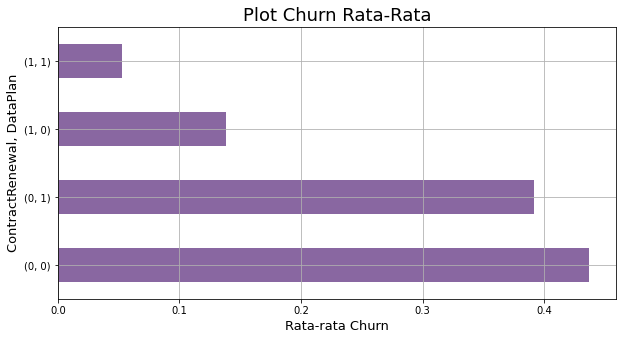 Plot Churn Rata-Rata
ContractRenewal, DataPlan
(1, 1)
(1, 0)
(0, 1)
(0, 0)
0.0 0.1 0.2 0.3 0.4
Rata-rata Churn